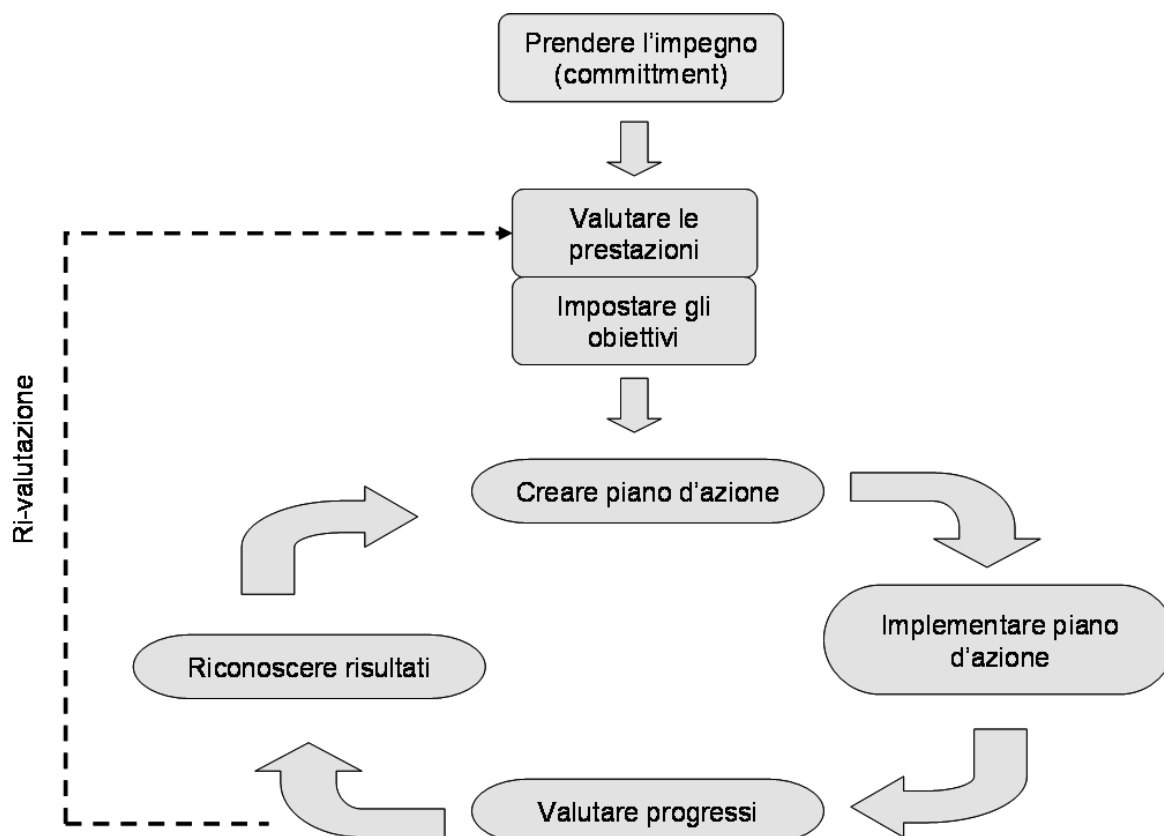 Prendere l'impegno
(committment)
Valutare le
prestazioni
Impostare gli
obiettivi
Ri-valutazione
Creare piano d'azione
Implementare piano
d'azione
Riconoscere risultati
Valutare progressi